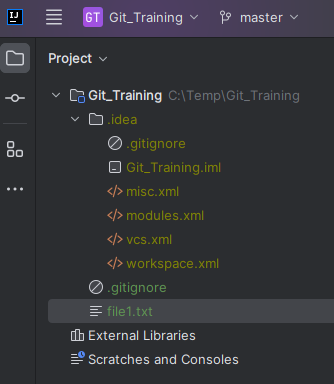 IJ GT Git_Training master
Project
Git_Training C:\Temp\Git_Training
.idea
.gitignore
Git_Training.iml
misc.xml
modules.xml
vcs.xml
workspace.xml
.gitignore
file1.txt
External Libraries
Scratches and Consoles